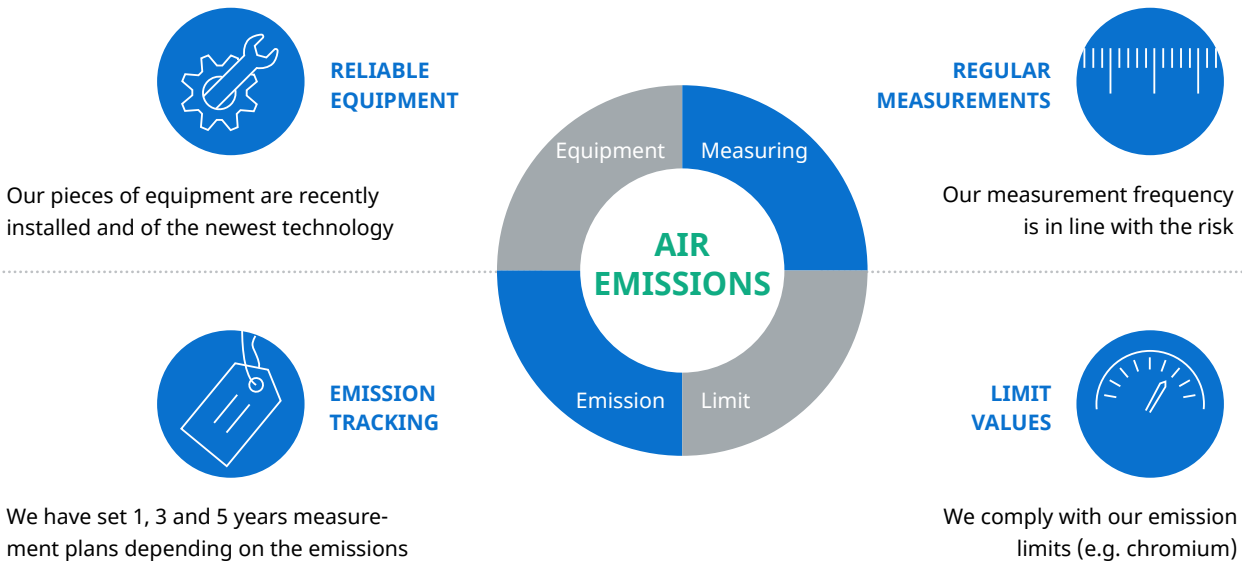 RELIABLE
EQUIPMENT
Our pieces of equipment are recently
installed and of the newest technology
REGULAR
MEASUREMENTS
Our measurement frequency
is in line with the risk
Equipment
Measuring
AIR
EMISSIONS
Emission
Limit
EMISSION
TRACKING
We have set 1, 3 and 5 years measure-
ment plans depending on the emissions
LIMIT
VALUES
We comply with our emission
limits (e.g. chromium)